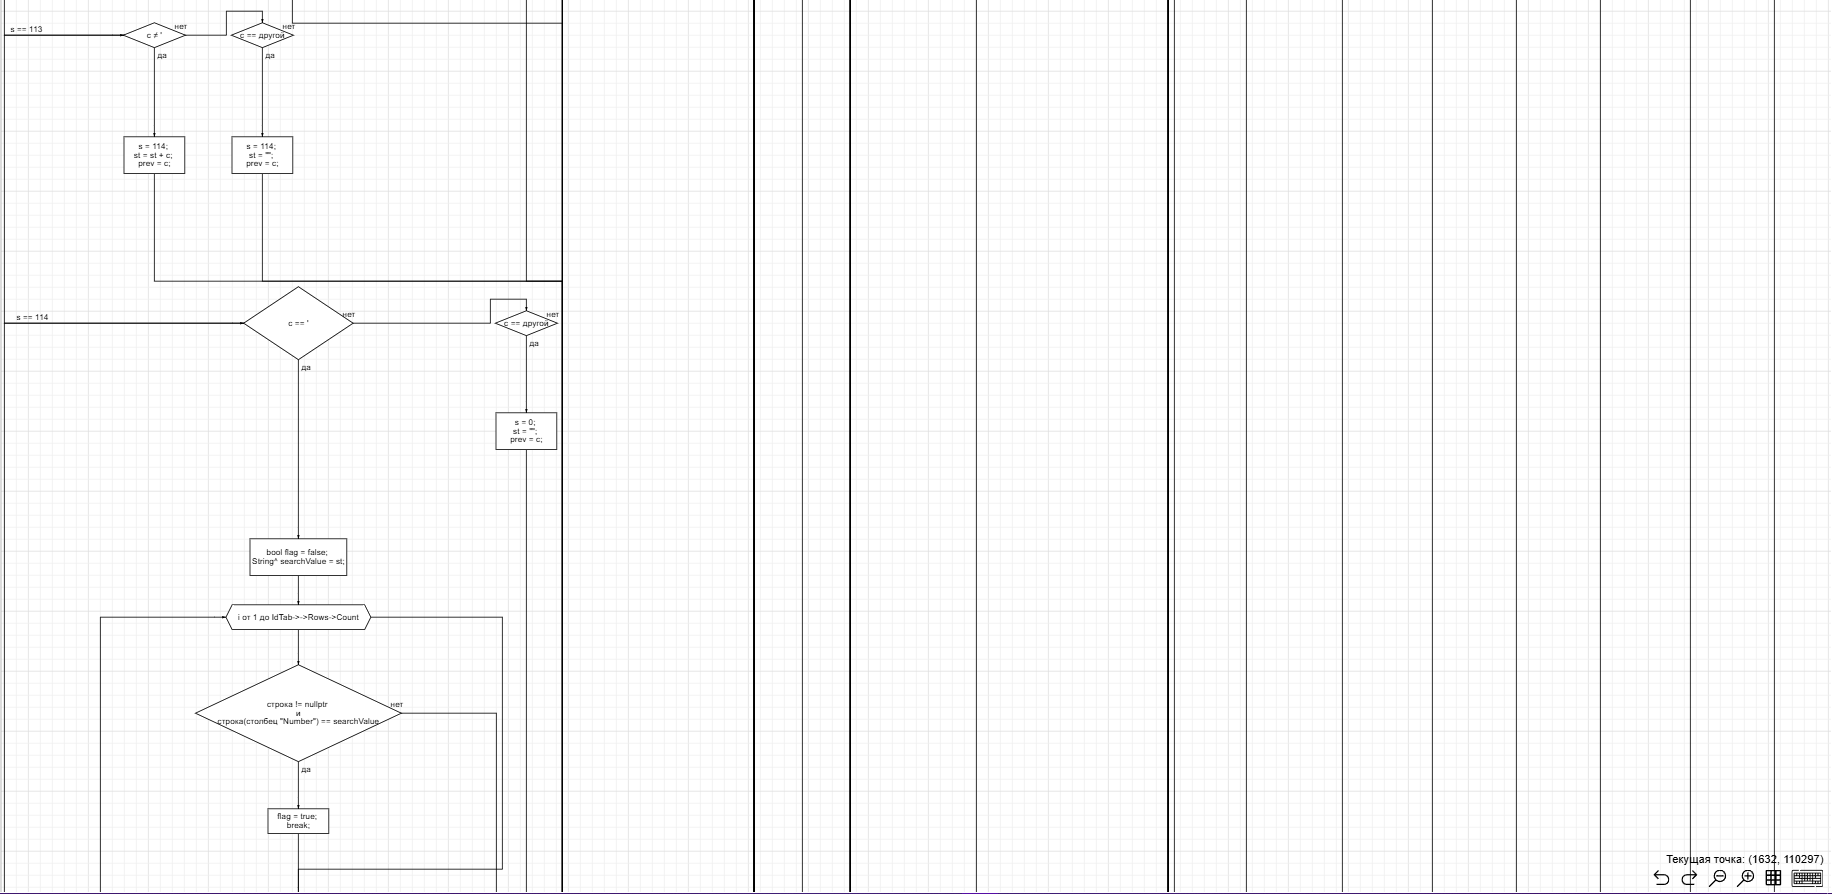 s == 113
c ≠ '
нет
c == другой
нет
да
да
s = 114;
st = st + c;
prev = c;
s = 114;
st = "";
prev = c;
s == 114
c == '
нет
c == другой
нет
да
да
s = 0;
st = "";
prev = c;
bool flag = false;
String^ searchValue = st;
i от 1 до IdTab->->Rows->Count
строка != nullptr
и
строка(столбец "Number") == searchValue
нет
да
flag = true;
break;
Текущая точка: (1632, 110297)